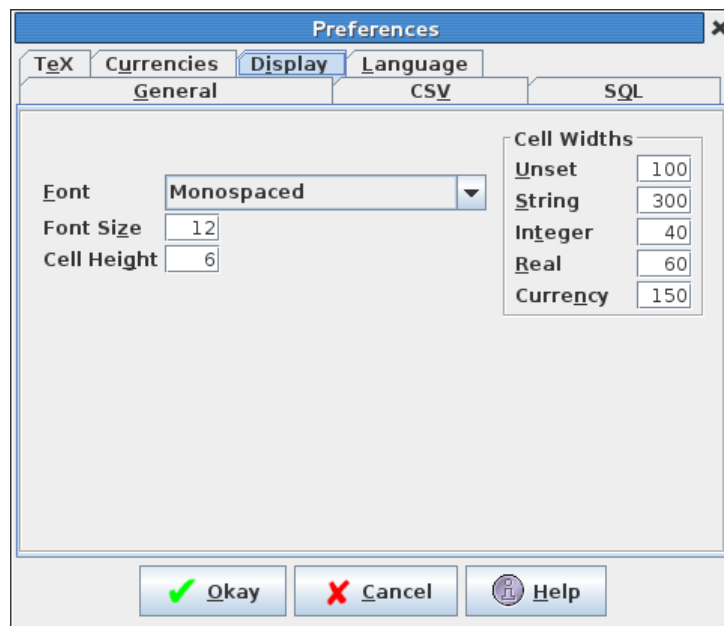 Preferences
TeX Currencies Display Language
General CSV SQL
Cell Widths
Unset 100
Font Monospaced
String 300
Font Size 12
Integer 40
Cell Height 6
Real 60
Currency 150
Okay Cancel Help